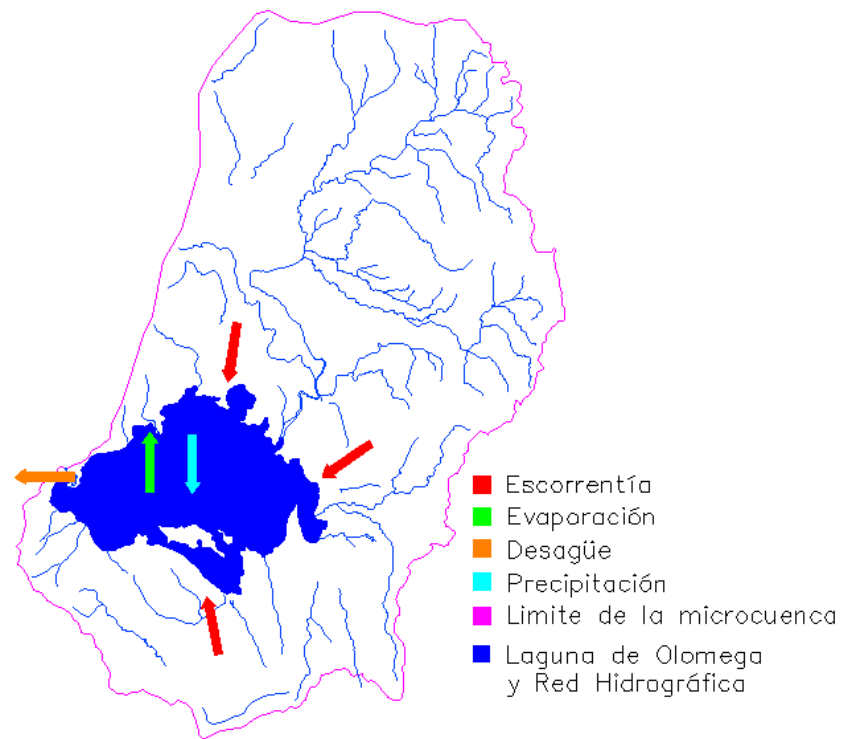 Escorrentía
Evaporación
Desagüe
Precipitación
Limite de la microcuenca
Laguna de Olomega
y Red Hidrográfica